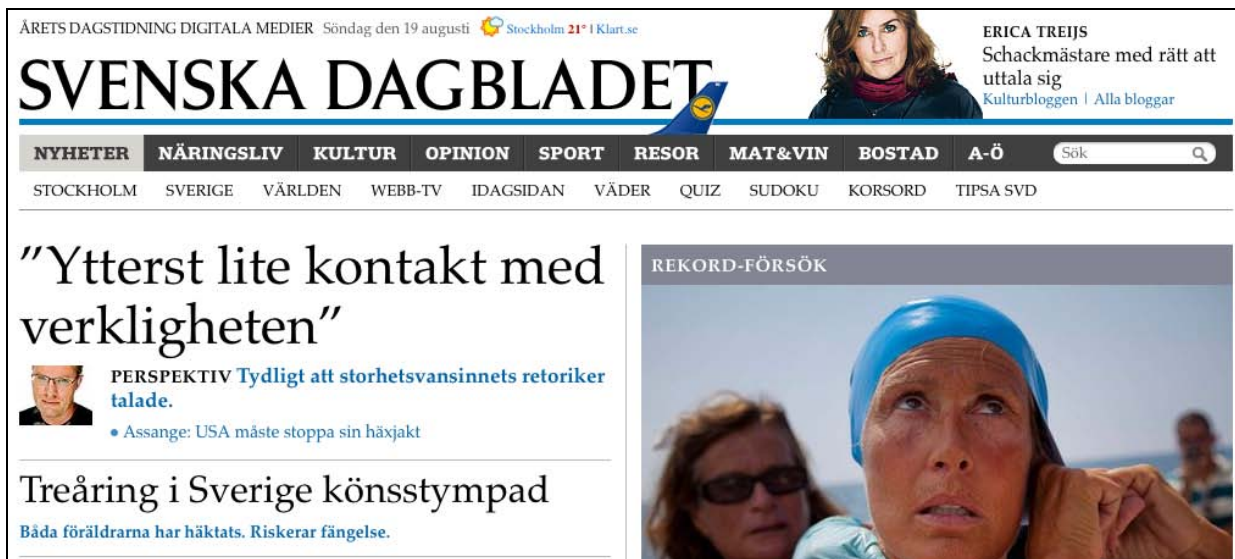 ÅRETS DAGSTIDNING DIGITALA MEDIER Söndag den 19 augusti Stockholm 21° | Klart.se
SVENSKA DAGBLADET
ERICA TREIJS
Schackmästare med rätt att
uttala sig
Kulturbloggen | Alla bloggar
NYHETER NÄRINGSLIV KULTUR OPINION SPORT RESOR MAT&VIN BOSTAD A-Ö Sök
STOCKHOLM SVERIGE VÄRLDEN WEBB-TV IDAGSIDAN VÄDER QUIZ SUDOKU KORSORD TIPSA SVD
”Ytterst lite kontakt med
verkligheten”
PERSPEKTIV Tydligt att storhetsvansinnets retoriker
talade.
• Assange: USA måste stoppa sin häxjakt
Treåring i Sverige könsstympad
Båda föräldrarna har häktats. Riskerar fängelse.
REKORD-FÖRSÖK